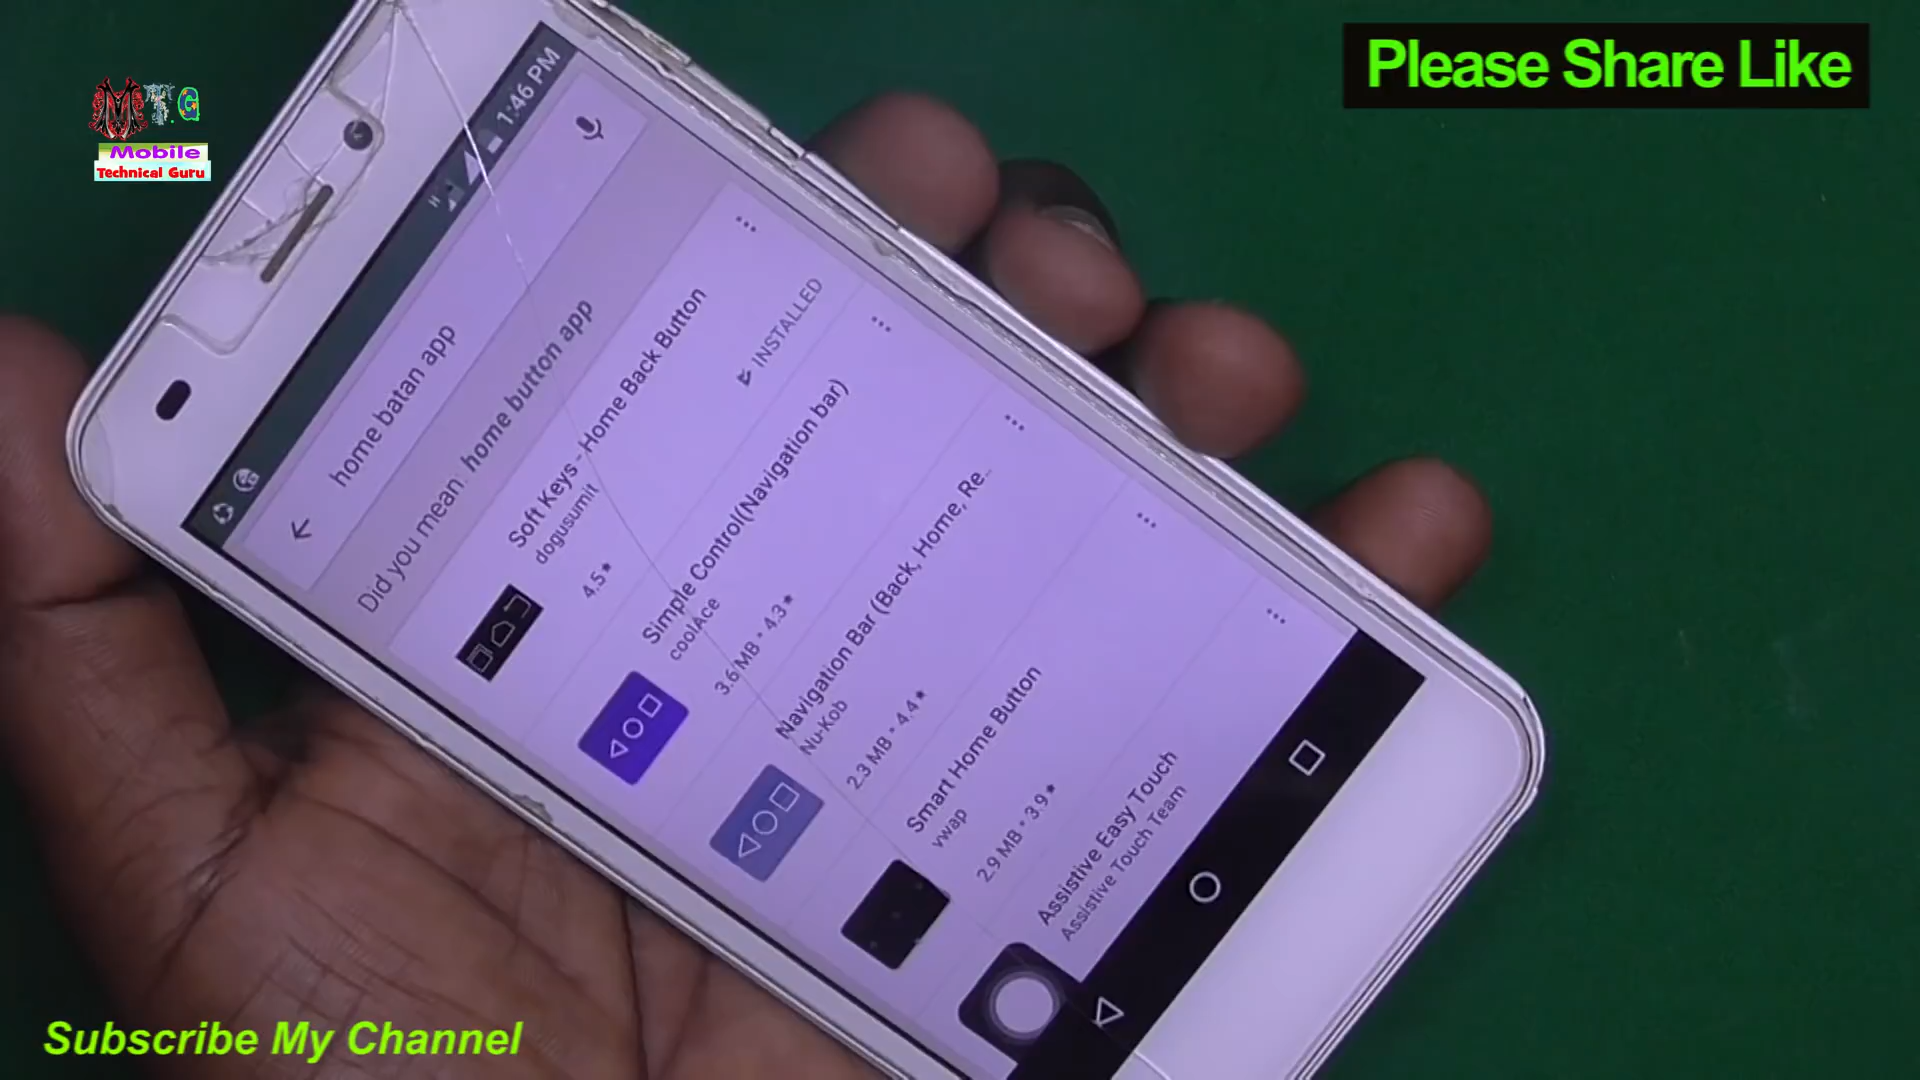 Please Share Like
MTG
Mobile
Technical Guru
H
1:46 PM
home batan app
Did you mean: home button app
Soft Keys - Home Back Button
dogusumit
4.5★
INSTALLED
Simple Control(Navigation bar)
coolAce
3.6 MB • 4.3★
Navigation Bar (Back, Home, Re..
Nu-Kob
2.3 MB • 4.4★
Smart Home Button
vwap
2.9 MB • 3.9★
Assistive Easy Touch
Assistive Touch Team
Subscribe My Channel